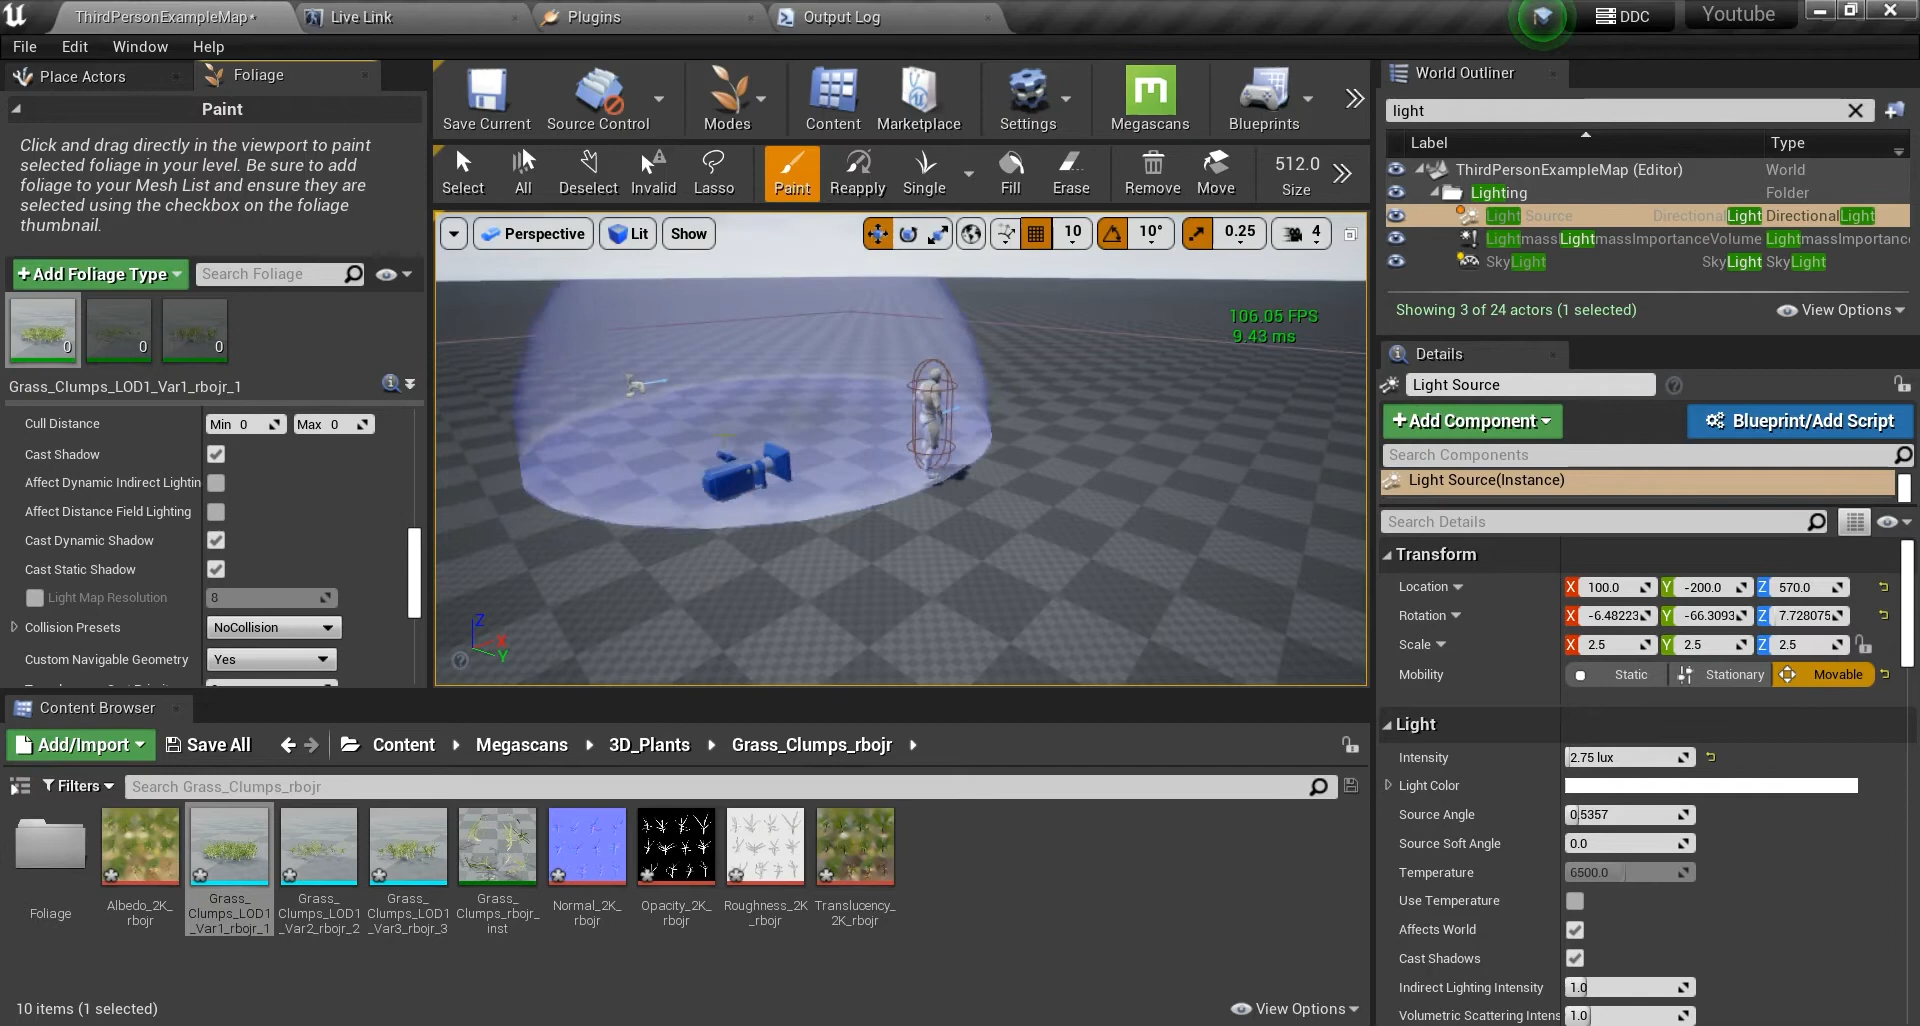 ThirdPersonExampleMap*
Live Link
Plugins
Output Log
DDC
Youtube
File Edit Window Help
Place Actors
Foliage
Paint
Click and drag directly in the viewport to paint
selected foliage in your level. Be sure to add
foliage to your Mesh List and ensure they are
selected using the checkbox on the foliage
thumbnail.
+Add Foliage Type
Search Foliage
0 0 0
Grass_Clumps_LOD1_Var1_rbojr_1
Cull Distance Min 0 Max 0
Cast Shadow
Affect Dynamic Indirect Lightin
Affect Distance Field Lighting
Cast Dynamic Shadow
Cast Static Shadow
Light Map Resolution 8
Collision Presets NoCollision
Custom Navigable Geometry Yes
Save Current Source Control Modes Content Marketplace Settings Megascans Blueprints
Select All Deselect Invalid Lasso Paint Reapply Single Fill Erase Remove Move
512.0
Size
Perspective Lit Show 10 10° 0.25 4
106.05 FPS
9.43 ms
Z
X
Y
World Outliner
light
Label Type
ThirdPersonExampleMap (Editor) World
Lighting Folder
Light Source DirectionalLight DirectionalLight
LightmassLightmassImportanceVolume LightmassImportanc
SkyLight SkyLight SkyLight
Showing 3 of 24 actors (1 selected)
View Options
Details
Light Source
+Add Component
Blueprint/Add Script
Search Components
Light Source(Instance)
Search Details
Transform
Location X 100.0 Y -200.0 Z 570.0
Rotation X -6.48223 Y -66.3093 Z 7.728075
Scale X 2.5 Y 2.5 Z 2.5
Mobility Static Stationary Movable
Light
Intensity 2.75 lux
Light Color
Source Angle 0.5357
Source Soft Angle 0.0
Temperature 6500.0
Use Temperature
Affects World
Cast Shadows
Indirect Lighting Intensity 1.0
Volumetric Scattering Intens 1.0
Content Browser
Add/Import
Save All
Content Megascans 3D_Plants Grass_Clumps_rbojr
Filters
Search Grass_Clumps_rbojr
Foliage
Albedo_2K_
rbojr
Grass_
Clumps_LOD1
_Var1_rbojr_1
Grass_
Clumps_LOD1
_Var2_rbojr_2
Grass_
Clumps_LOD1
_Var3_rbojr_3
Grass_
Clumps_rbojr_
inst
Normal_2K_
rbojr
Opacity_2K_
rbojr
Roughness_2K
_rbojr
Translucency_
2K_rbojr
10 items (1 selected)
View Options